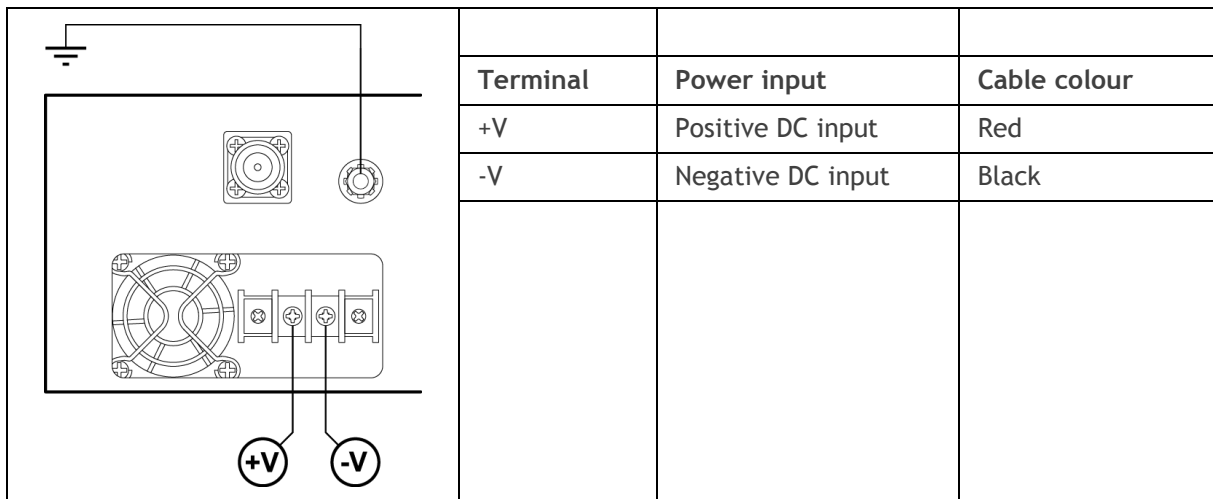 Terminal Power input Cable colour
+V Positive DC input Red
-V Negative DC input Black
+V -V